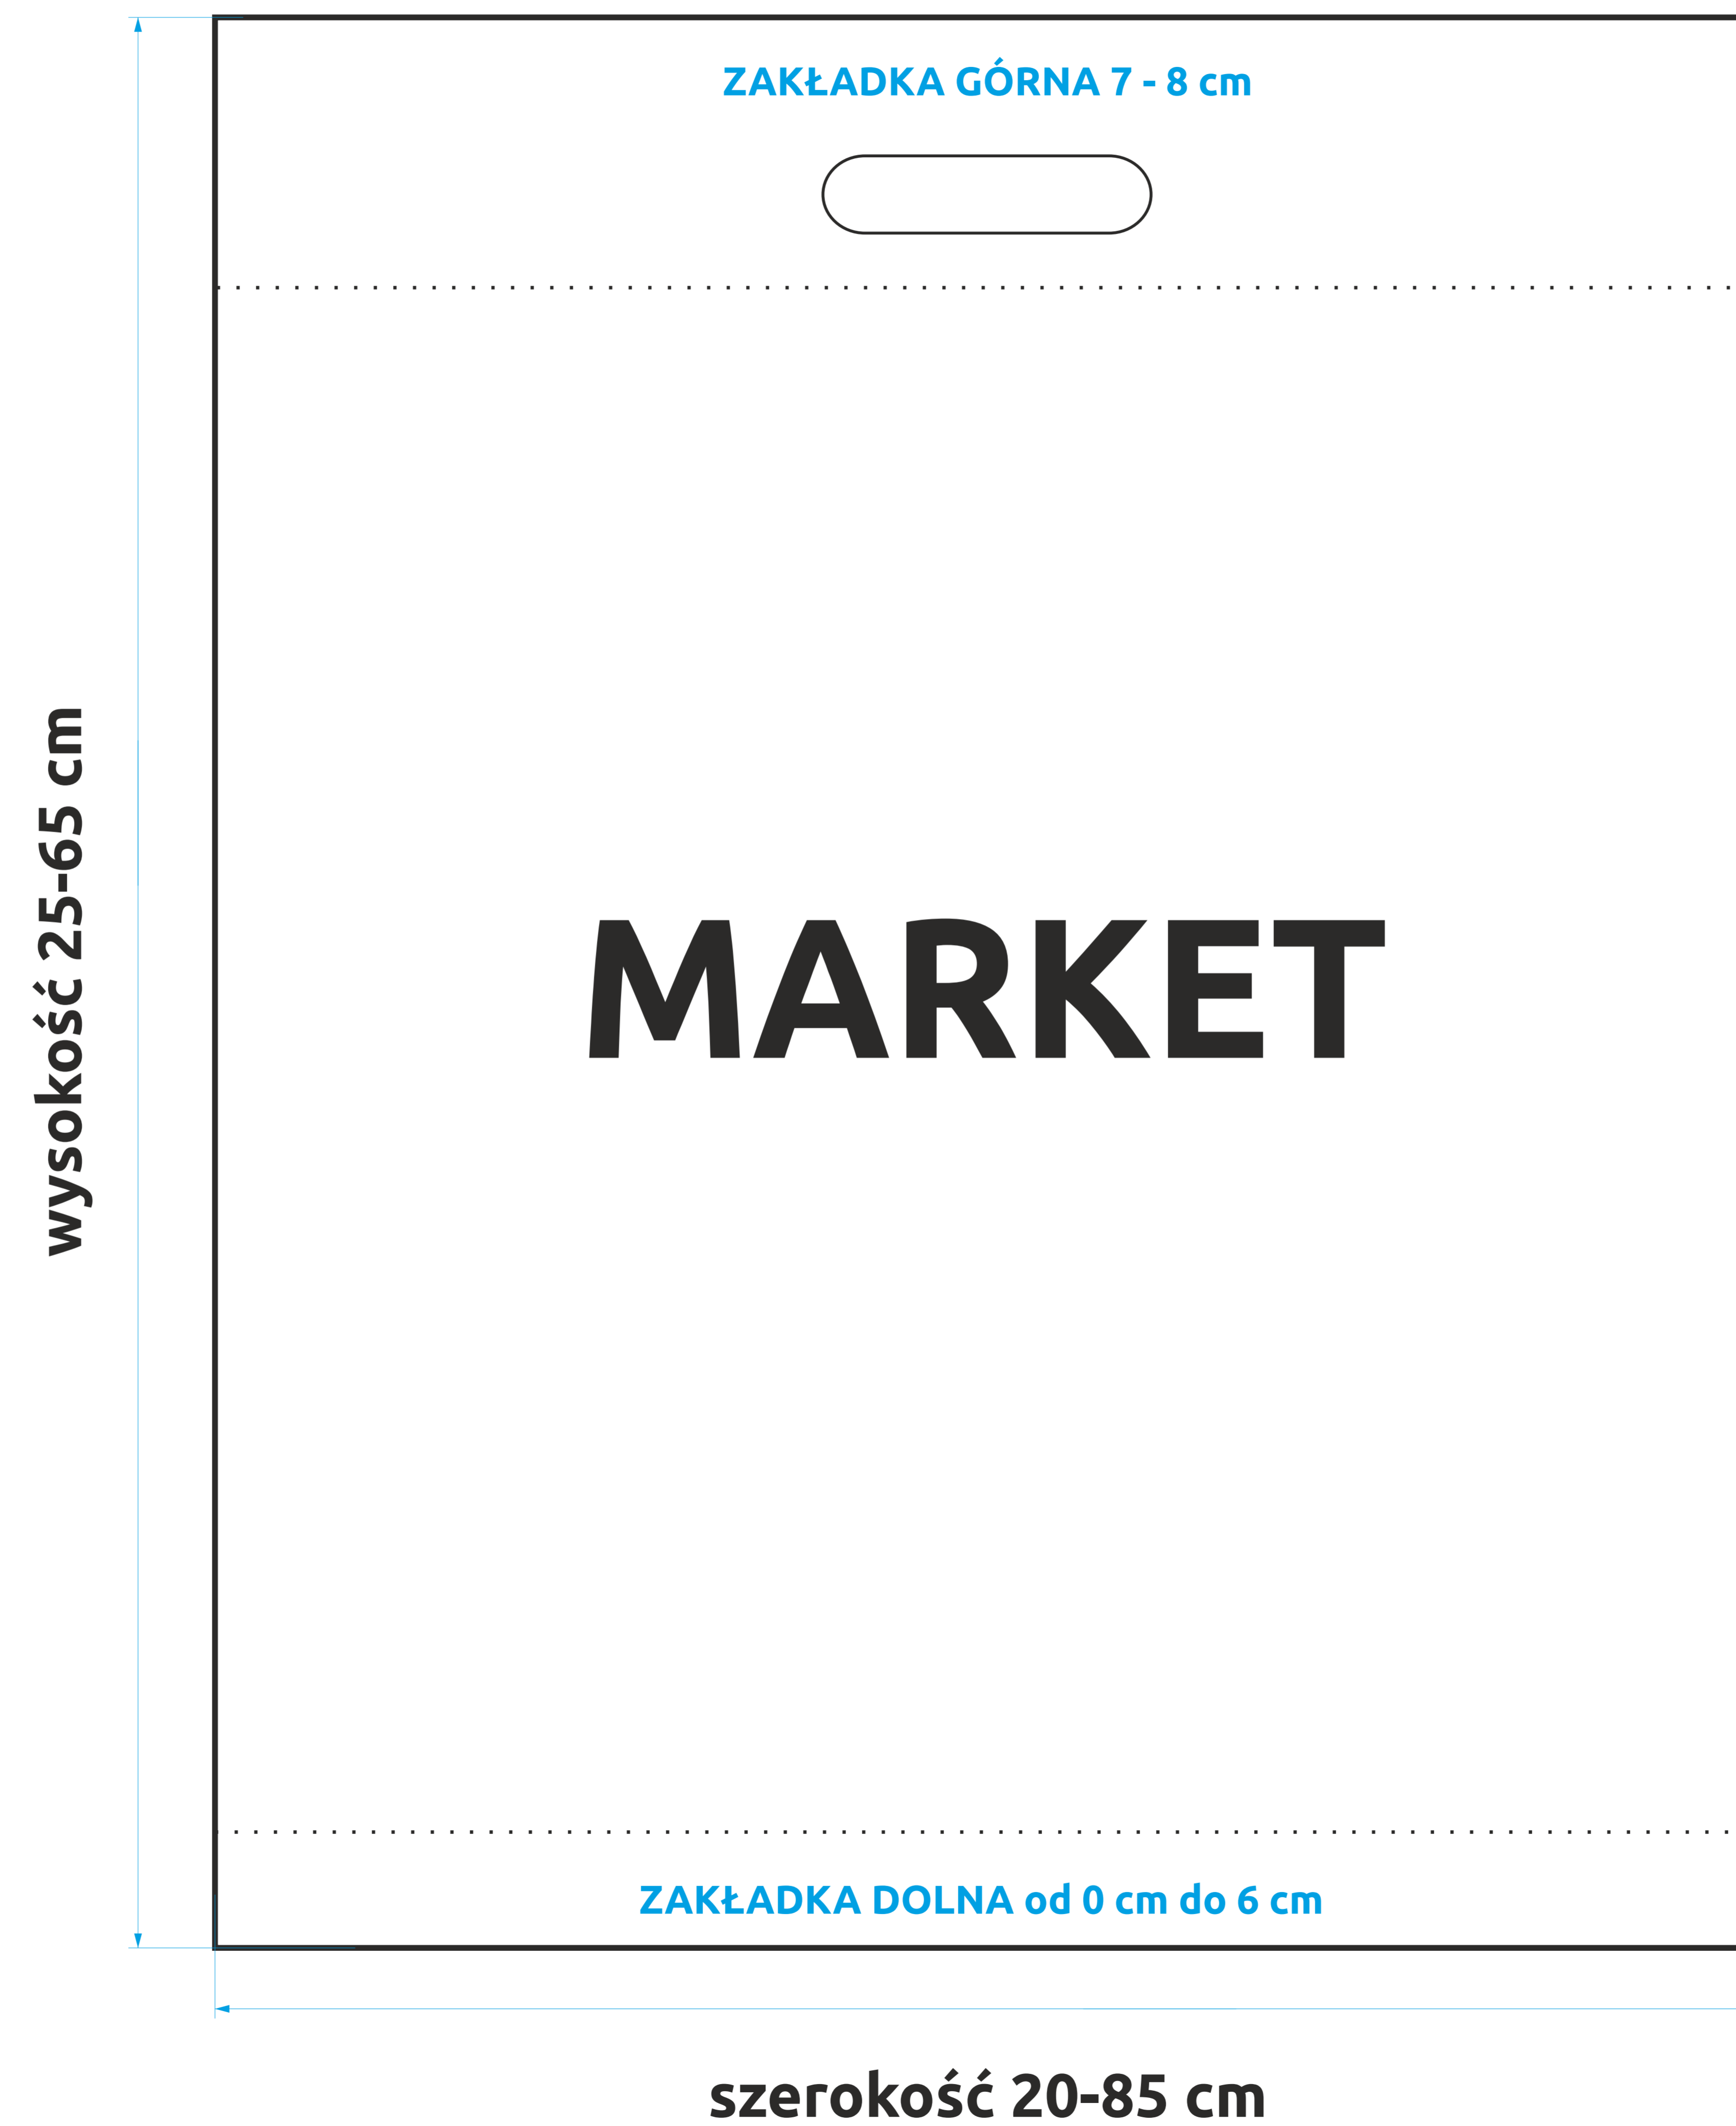 ZAKŁADKA GÓRNA 7 - 8 cm
wysokość 25-65 cm
MARKET
ZAKŁADKA DOLNA od 0 cm do 6 cm
szerokość 20-85 cm